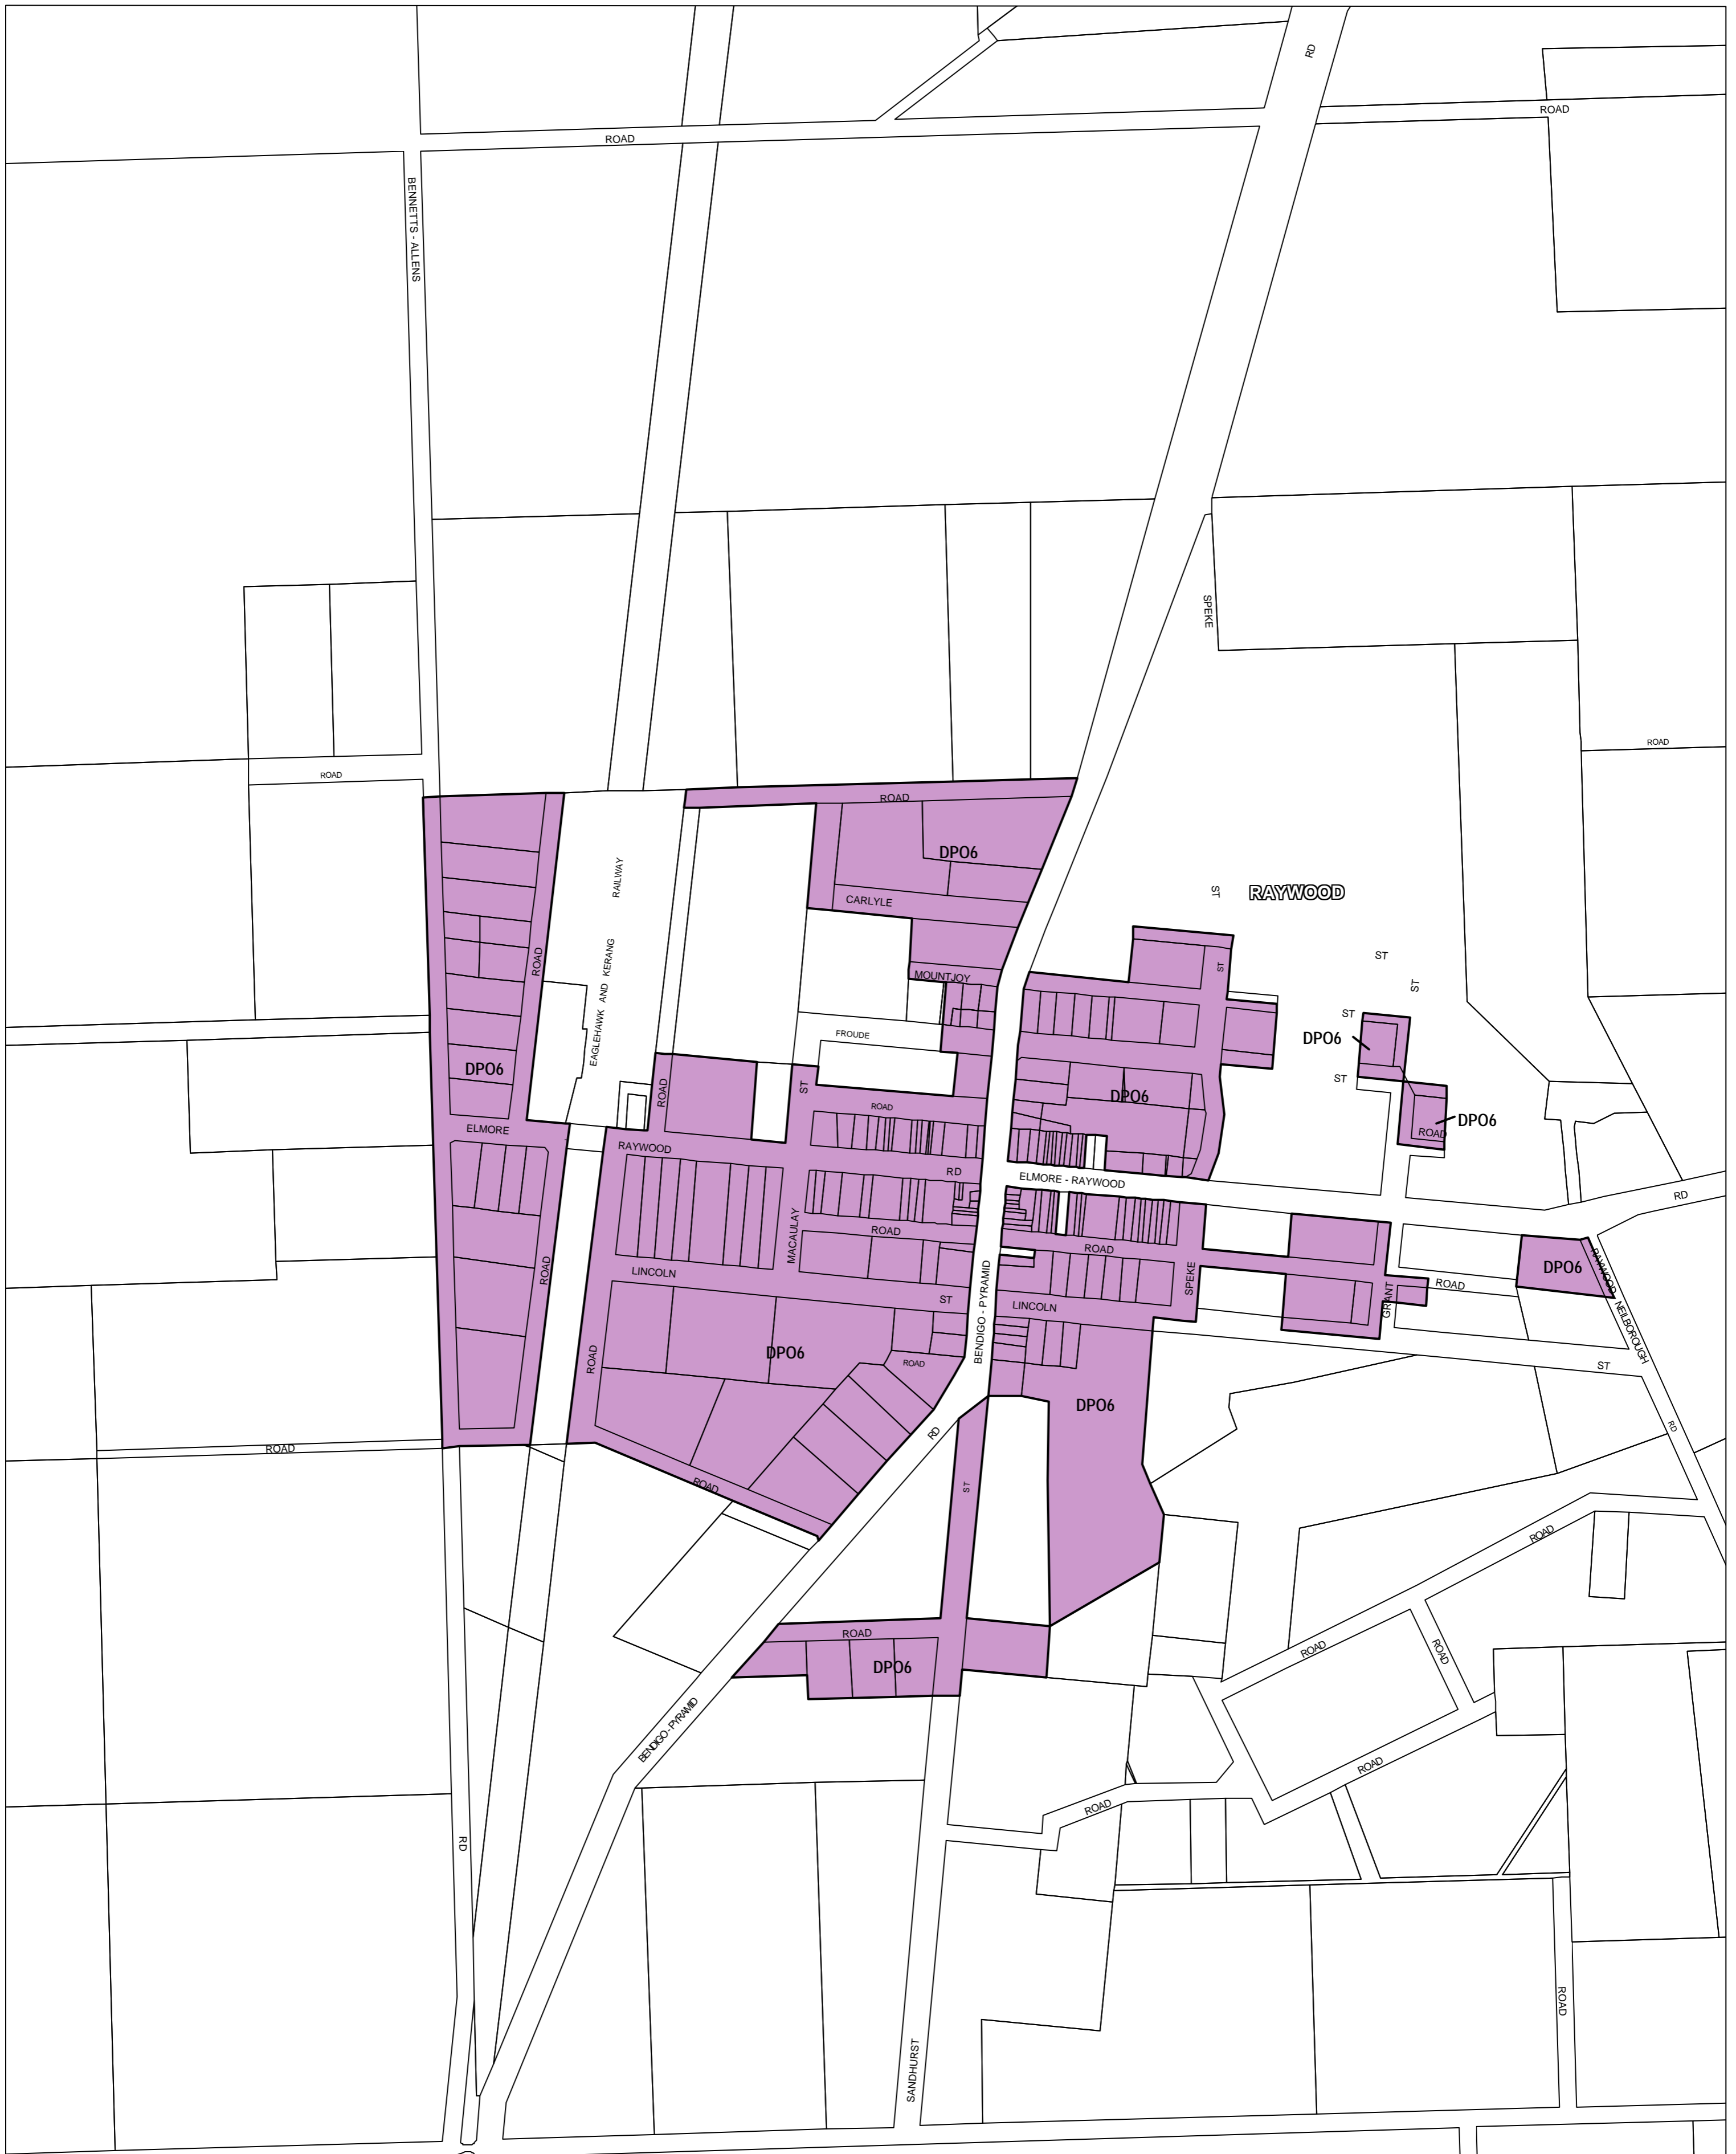 RD
ROAD
ROAD
BENNETTS - ALLENS
SPEKE
ROAD
ROAD
ROAD
DPO6
RAILWAY
ST
RAYWOOD
CARLYLE
ROAD
EAGLEHAWK AND KERANG
ST
ST
MOUNTJOY
ST
ST
FROUDE
DPO6
DPO6
ST
ROAD
ST
DPO6
ST
ROAD
DPO6
ELMORE
ROAD
RAYWOOD
RD
ELMORE - RAYWOOD
RD
MACAULAY
ROAD
ROAD
LINCOLN
ROAD
ST
BENDIGO - PYRAMID
LINCOLN
SPEKE
GRANT
ROAD
DPO6
RAYWOOD
NEILBOROUGH
ROAD
DPO6
ROAD
ST
DPO6
RD
RD
ROAD
ROAD
ST
ROAD
ROAD
DPO6
ROAD
ROAD
BENDIGO - PYRAMID
ROAD
ROAD
RD
SANDHURST
ROAD